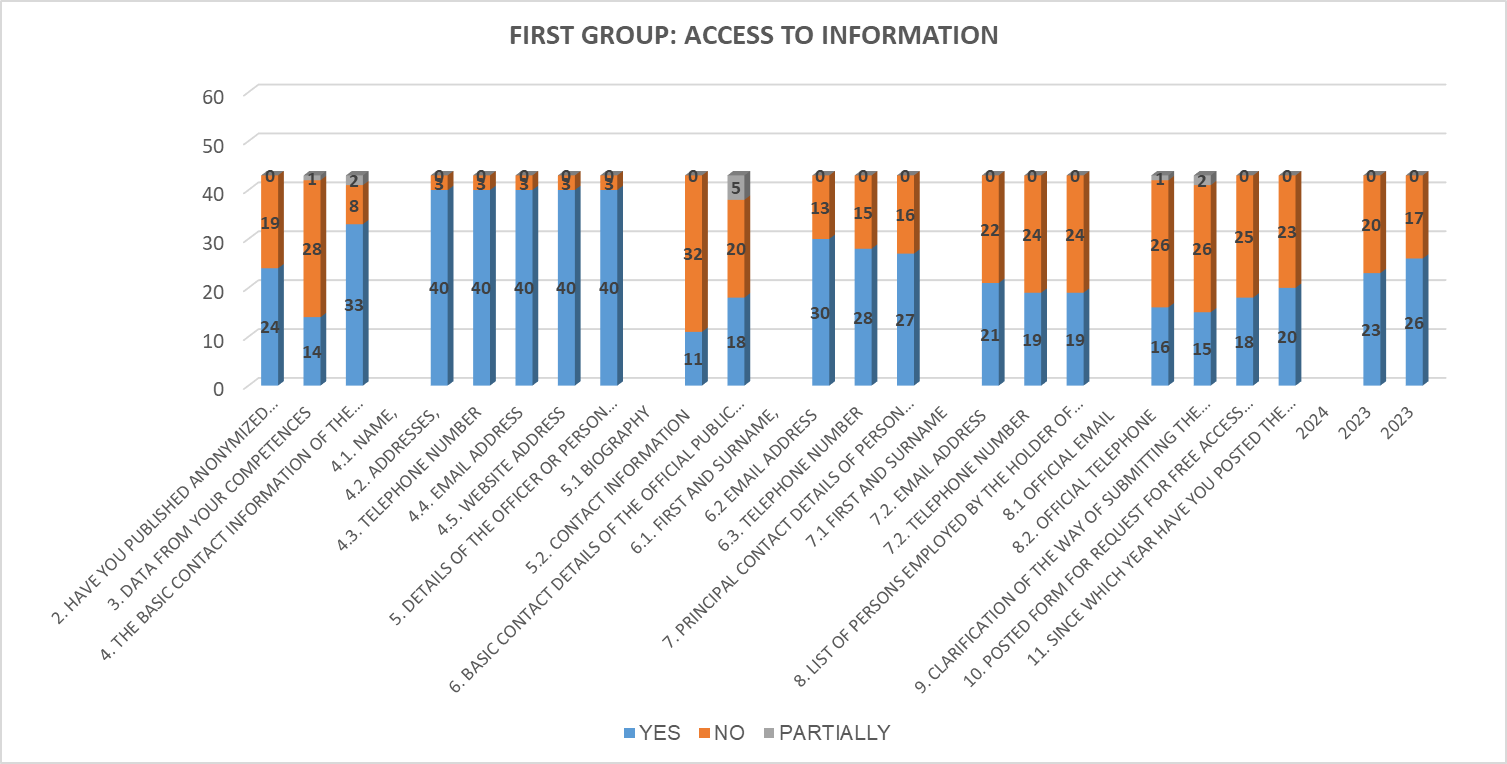 FIRST GROUP: ACCESS TO INFORMATION
60
50
40
30
20
10
0
0 1 2 0 0 0 0 0 0 5 0 0 0 0 0 0 1 2 0 0 0 0
19 28 8 3 3 3 3 3 32 20 13 15 16 22 24 24 26 26 25 23 20 17
24 14 33 40 40 40 40 40 11 18 30 28 27 21 19 19 16 15 18 20 23 26
2. HAVE YOU PUBLISHED ANONYMIZED…
3. DATA FROM YOUR COMPETENCES
4. THE BASIC CONTACT INFORMATION OF THE…
4.1. NAME,
4.2. ADDRESSES,
4.3. TELEPHONE NUMBER
4.4. EMAIL ADDRESS
4.5. WEBSITE ADDRESS
5. DETAILS OF THE OFFICER OR PERSON…
5.1 BIOGRAPHY
5.2. CONTACT INFORMATION
6. BASIC CONTACT DETAILS OF THE OFFICIAL PUBLIC…
6.1. FIRST AND SURNAME,
6.2 EMAIL ADDRESS
6.3. TELEPHONE NUMBER
7. PRINCIPAL CONTACT DETAILS OF PERSON…
7.1 FIRST AND SURNAME
7.2. EMAIL ADDRESS
7.2. TELEPHONE NUMBER
8. LIST OF PERSONS EMPLOYED BY THE HOLDER OF…
8.1 OFFICIAL EMAIL
8.2. OFFICIAL TELEPHONE
9. CLARIFICATION OF THE WAY OF SUBMITTING THE…
10. POSTED FORM FOR REQUEST FOR FREE ACCESS…
11. SINCE WHICH YEAR HAVE YOU POSTED THE…
2024
2023
2023
YES NO PARTIALLY